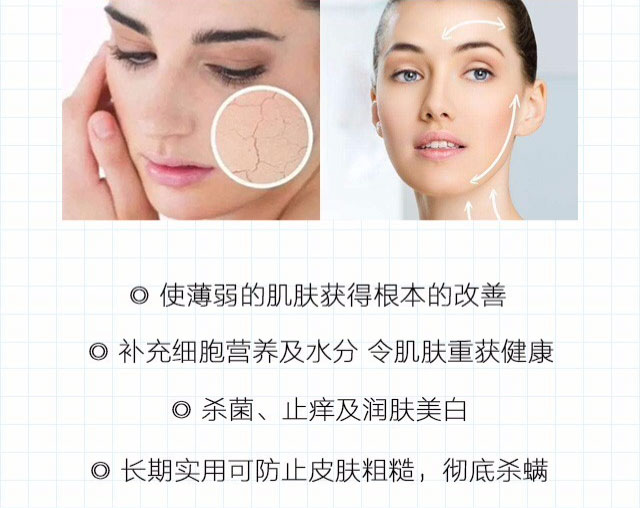 ◎ 使薄弱的肌肤获得根本的改善
◎ 补充细胞营养及水分 令肌肤重获健康
◎ 杀菌、止痒及润肤美白
◎ 长期实用可防止皮肤粗糙，彻底杀螨